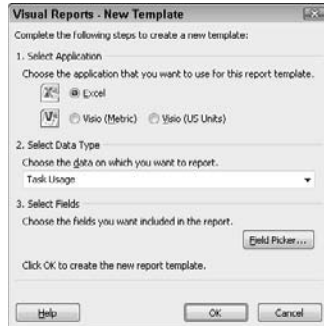 Visual Reports - New Template
Complete the following steps to create a new template:
1. Select Application
Choose the application that you want to use for this report template.
Excel
Visio (Metric) Visio (US Units)
2. Select Data Type
Choose the data on which you want to report.
Task Usage
3. Select Fields
Choose the fields you want included in the report.
Field Picker...
Click OK to create the new report template.
Help OK Cancel